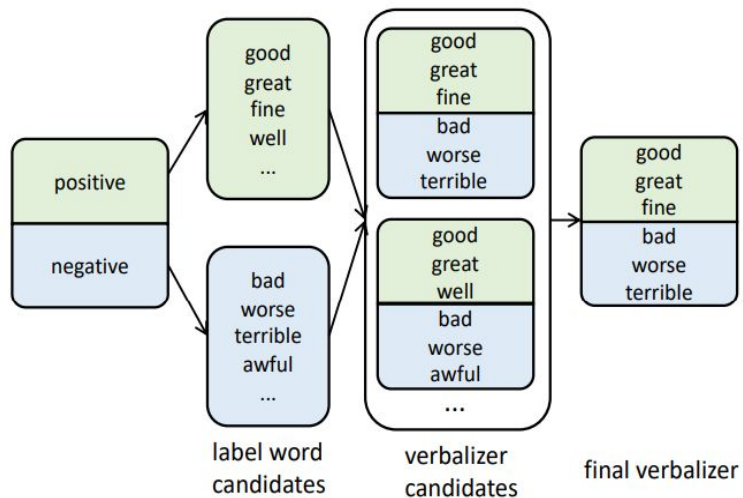 positive
negative
good
great
fine
well
...
bad
worse
terrible
awful
...
label word
candidates
good
great
fine
bad
worse
terrible
good
great
well
bad
worse
awful
...
verbalizer
candidates
good
great
fine
bad
worse
terrible
final verbalizer